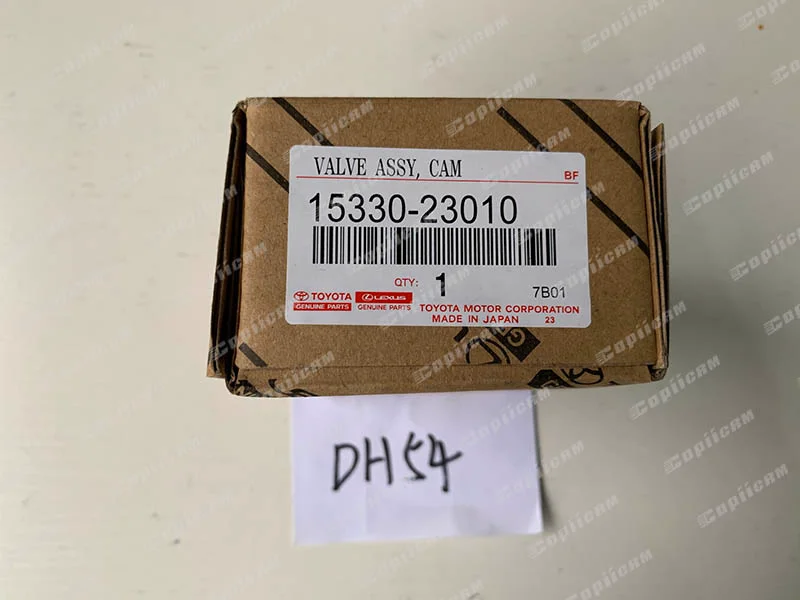 VALVE ASSY, CAM
BF
15330-23010
QTY: 1
7B01
TOYOTA
GENUINE PARTS
LEXUS
GENUINE PARTS
TOYOTA MOTOR CORPORATION
MADE IN JAPAN 23
DH54
Copiicam